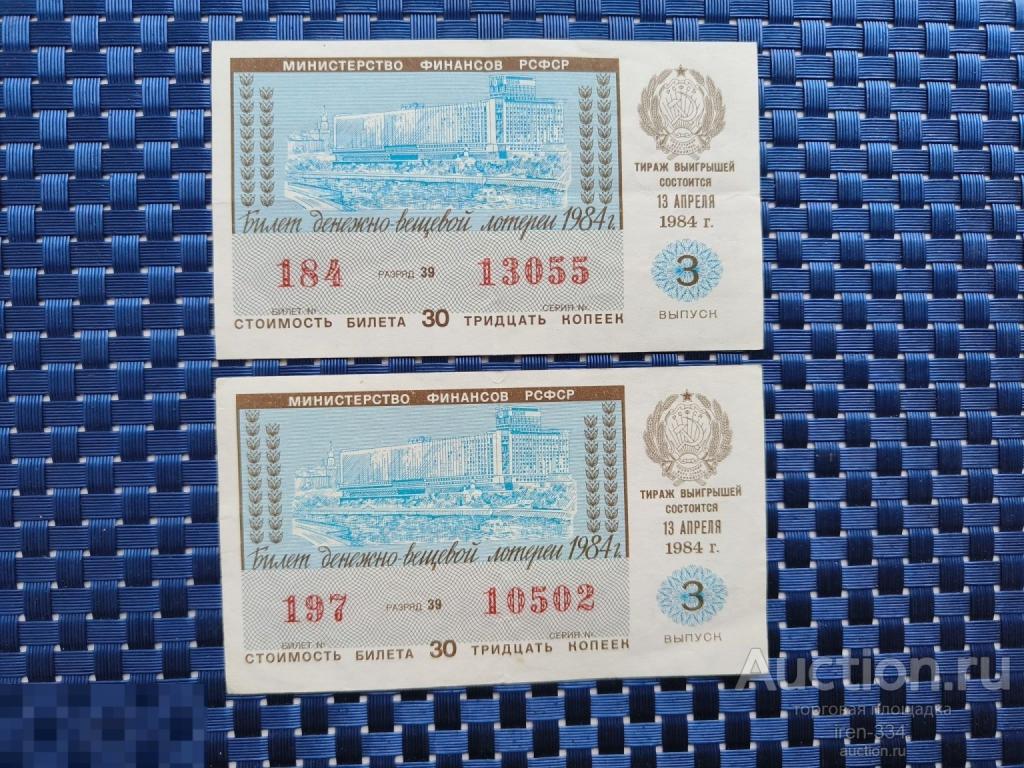 МИНИСТЕРСТВО ФИНАНСОВ РСФСР
Билет денежно-вещевой лотереи 1984 г.
184 РАЗРЯД 39 13055
БИЛЕТ № СЕРИЯ №
СТОИМОСТЬ БИЛЕТА 30 ТРИДЦАТЬ КОПЕЕК
ТИРАЖ ВЫИГРЫШЕЙ
СОСТОИТСЯ
13 АПРЕЛЯ
1984 г.
3
ВЫПУСК
МИНИСТЕРСТВО ФИНАНСОВ РСФСР
Билет денежно-вещевой лотереи 1984 г.
197 РАЗРЯД 39 10502
БИЛЕТ № СЕРИЯ №
СТОИМОСТЬ БИЛЕТА 30 ТРИДЦАТЬ КОПЕЕК
ТИРАЖ ВЫИГРЫШЕЙ
СОСТОИТСЯ
13 АПРЕЛЯ
1984 г.
3
ВЫПУСК
Auction.ru
торговая площадка
iren-334
auction.ru